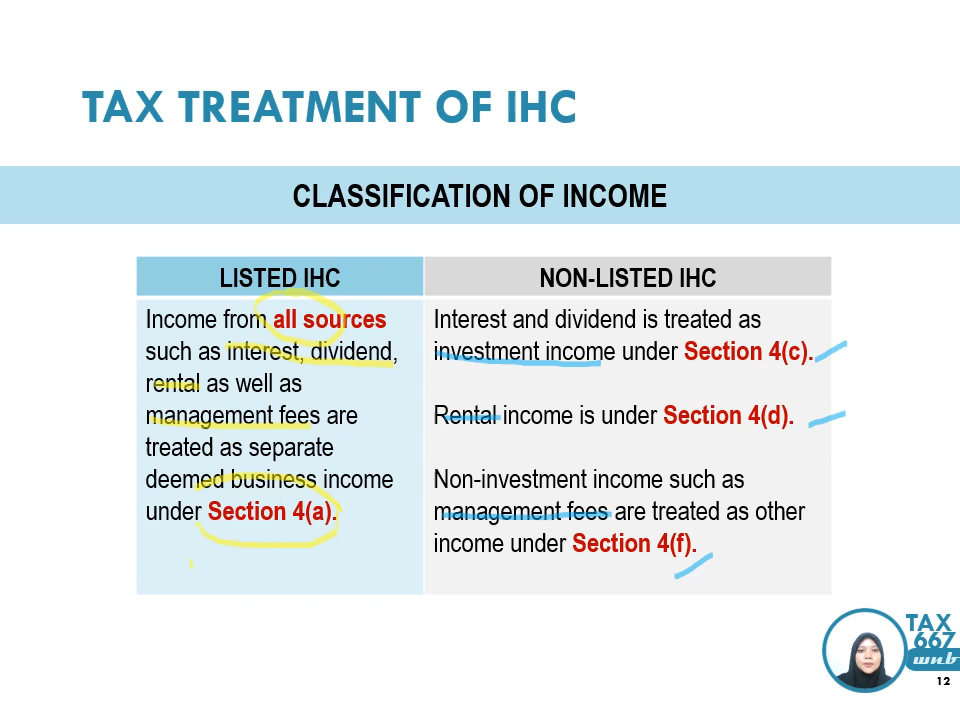 TAX TREATMENT OF IHC
CLASSIFICATION OF INCOME
LISTED IHC
Income from all sources
such as interest, dividend,
rental as well as
management fees are
treated as separate
deemed business income
under Section 4(a).
NON-LISTED IHC
Interest and dividend is treated as
investment income under Section 4(c).
Rental income is under Section 4(d).
Non-investment income such as
management fees are treated as other
income under Section 4(f).
TAX
667
wnb
12